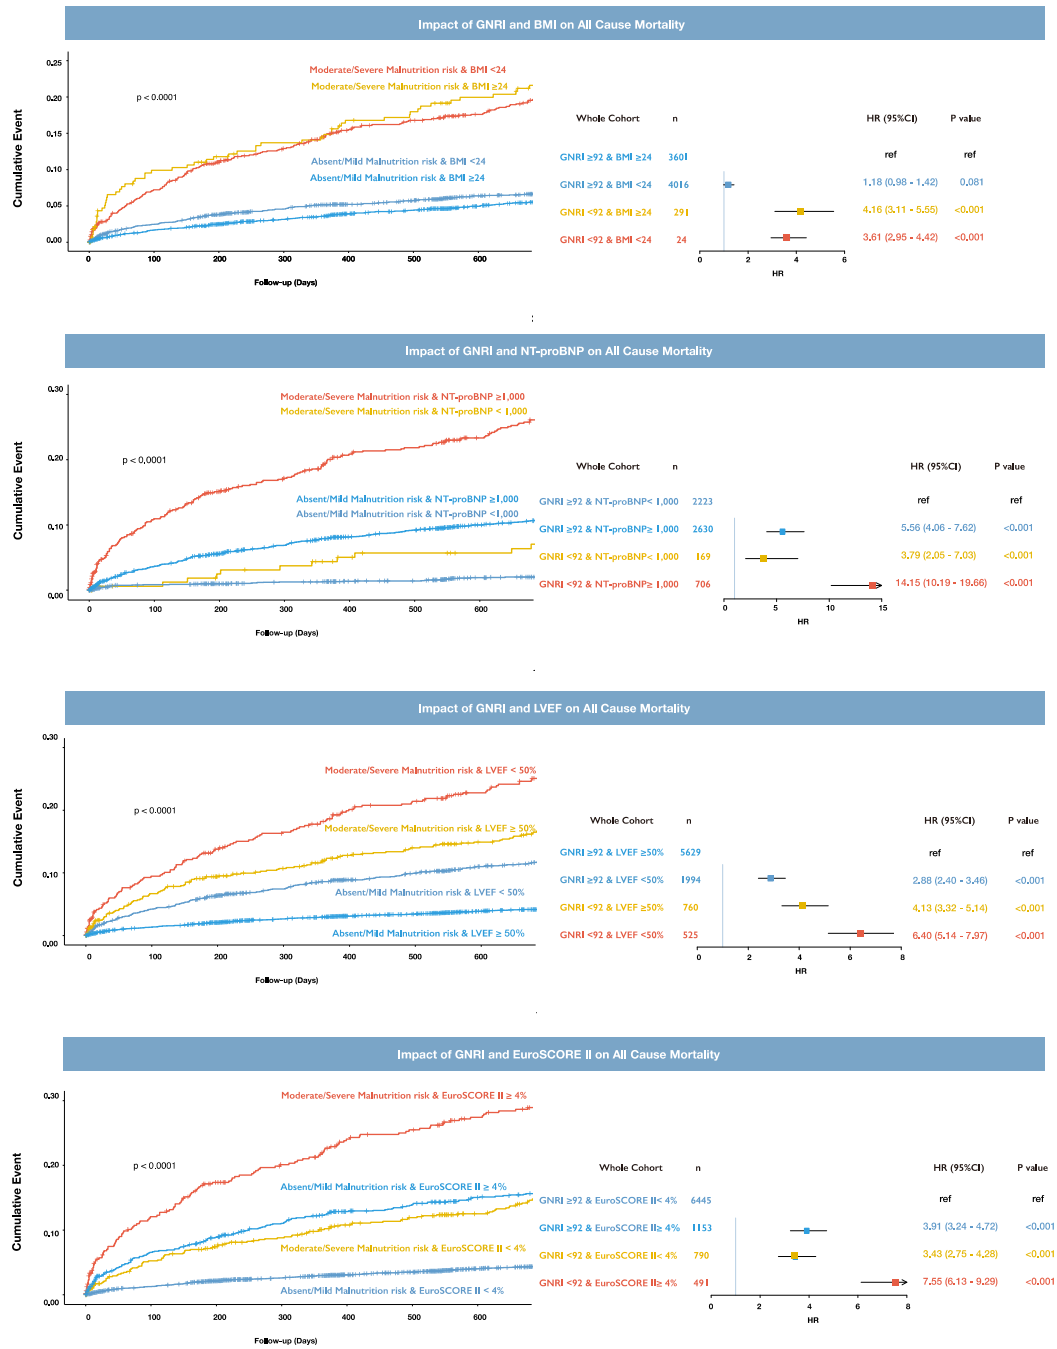 Impact of GNRI and BMI on All Cause Mortality
Cumulative Event
0.25
0.20
0.15
0.10
0.05
0.00
p < 0.0001
Moderate/Severe Malnutrition risk & BMI <24
Moderate/Severe Malnutrition risk & BMI ≥24
Absent/Mild Malnutrition risk & BMI <24
Absent/Mild Malnutrition risk & BMI ≥24
0 100 200 300 400 500 600
Follow-up (Days)
Whole Cohort n HR (95%CI) P value
GNRI ≥92 & BMI ≥24 3601 ref ref
GNRI ≥92 & BMI <24 4016 1.18 (0.98 - 1.42) 0.081
GNRI <92 & BMI ≥24 291 4.16 (3.11 - 5.55) <0.001
GNRI <92 & BMI <24 24 3.61 (2.95 - 4.42) <0.001
0 2 4 6
HR
Impact of GNRI and NT-proBNP on All Cause Mortality
Cumulative Event
0.30
0.20
0.10
0.00
p < 0,0001
Moderate/Severe Malnutrition risk & NT-proBNP ≥1,000
Moderate/Severe Malnutrition risk & NT-proBNP < 1,000
Absent/Mild Malnutrition risk & NT-proBNP ≥1,000
Absent/Mild Malnutrition risk & NT-proBNP <1,000
0 100 200 300 400 500 600
Follow-up (Days)
Whole Cohort n HR (95%CI) P value
GNRI ≥92 & NT-proBNP< 1,000 2223 ref ref
GNRI ≥92 & NT-proBNP≥ 1,000 2630 5.56 (4.06 - 7.62) <0.001
GNRI <92 & NT-proBNP< 1,000 169 3.79 (2.05 - 7.03) <0.001
GNRI <92 & NT-proBNP≥ 1,000 706 14.15 (10.19 - 19.66) <0.001
0 5 10 15
HR
Impact of GNRI and LVEF on All Cause Mortality
Cumulative Event
0.30
0.20
0.10
0.00
p < 0.0001
Moderate/Severe Malnutrition risk & LVEF < 50%
Moderate/Severe Malnutrition risk & LVEF ≥ 50%
Absent/Mild Malnutrition risk & LVEF < 50%
Absent/Mild Malnutrition risk & LVEF ≥ 50%
0 100 200 300 400 500 600
Follow-up (Days)
Whole Cohort n HR (95%CI) P value
GNRI ≥92 & LVEF ≥50% 5629 ref ref
GNRI ≥92 & LVEF <50% 1994 2.88 (2.40 - 3.46) <0.001
GNRI <92 & LVEF ≥50% 760 4.13 (3.32 - 5.14) <0.001
GNRI <92 & LVEF <50% 525 6.40 (5.14 - 7.97) <0.001
0 2 4 6 8
HR
Impact of GNRI and EuroSCORE II on All Cause Mortality
Cumulative Event
0.30
0.20
0.10
0.00
p < 0.0001
Moderate/Severe Malnutrition risk & EuroSCORE II ≥ 4%
Absent/Mild Malnutrition risk & EuroSCORE II ≥ 4%
Moderate/Severe Malnutrition risk & EuroSCORE II < 4%
Absent/Mild Malnutrition risk & EuroSCORE II < 4%
0 100 200 300 400 500 600
Follow-up (Days)
Whole Cohort n HR (95%CI) P value
GNRI ≥92 & EuroSCORE II< 4% 6445 ref ref
GNRI ≥92 & EuroSCORE II≥ 4% 1153 3.91 (3.24 - 4.72) <0.001
GNRI <92 & EuroSCORE II< 4% 790 3.43 (2.75 - 4.28) <0.001
GNRI <92 & EuroSCORE II≥ 4% 491 7.55 (6.13 - 9.29) <0.001
0 2 4 6 8
HR